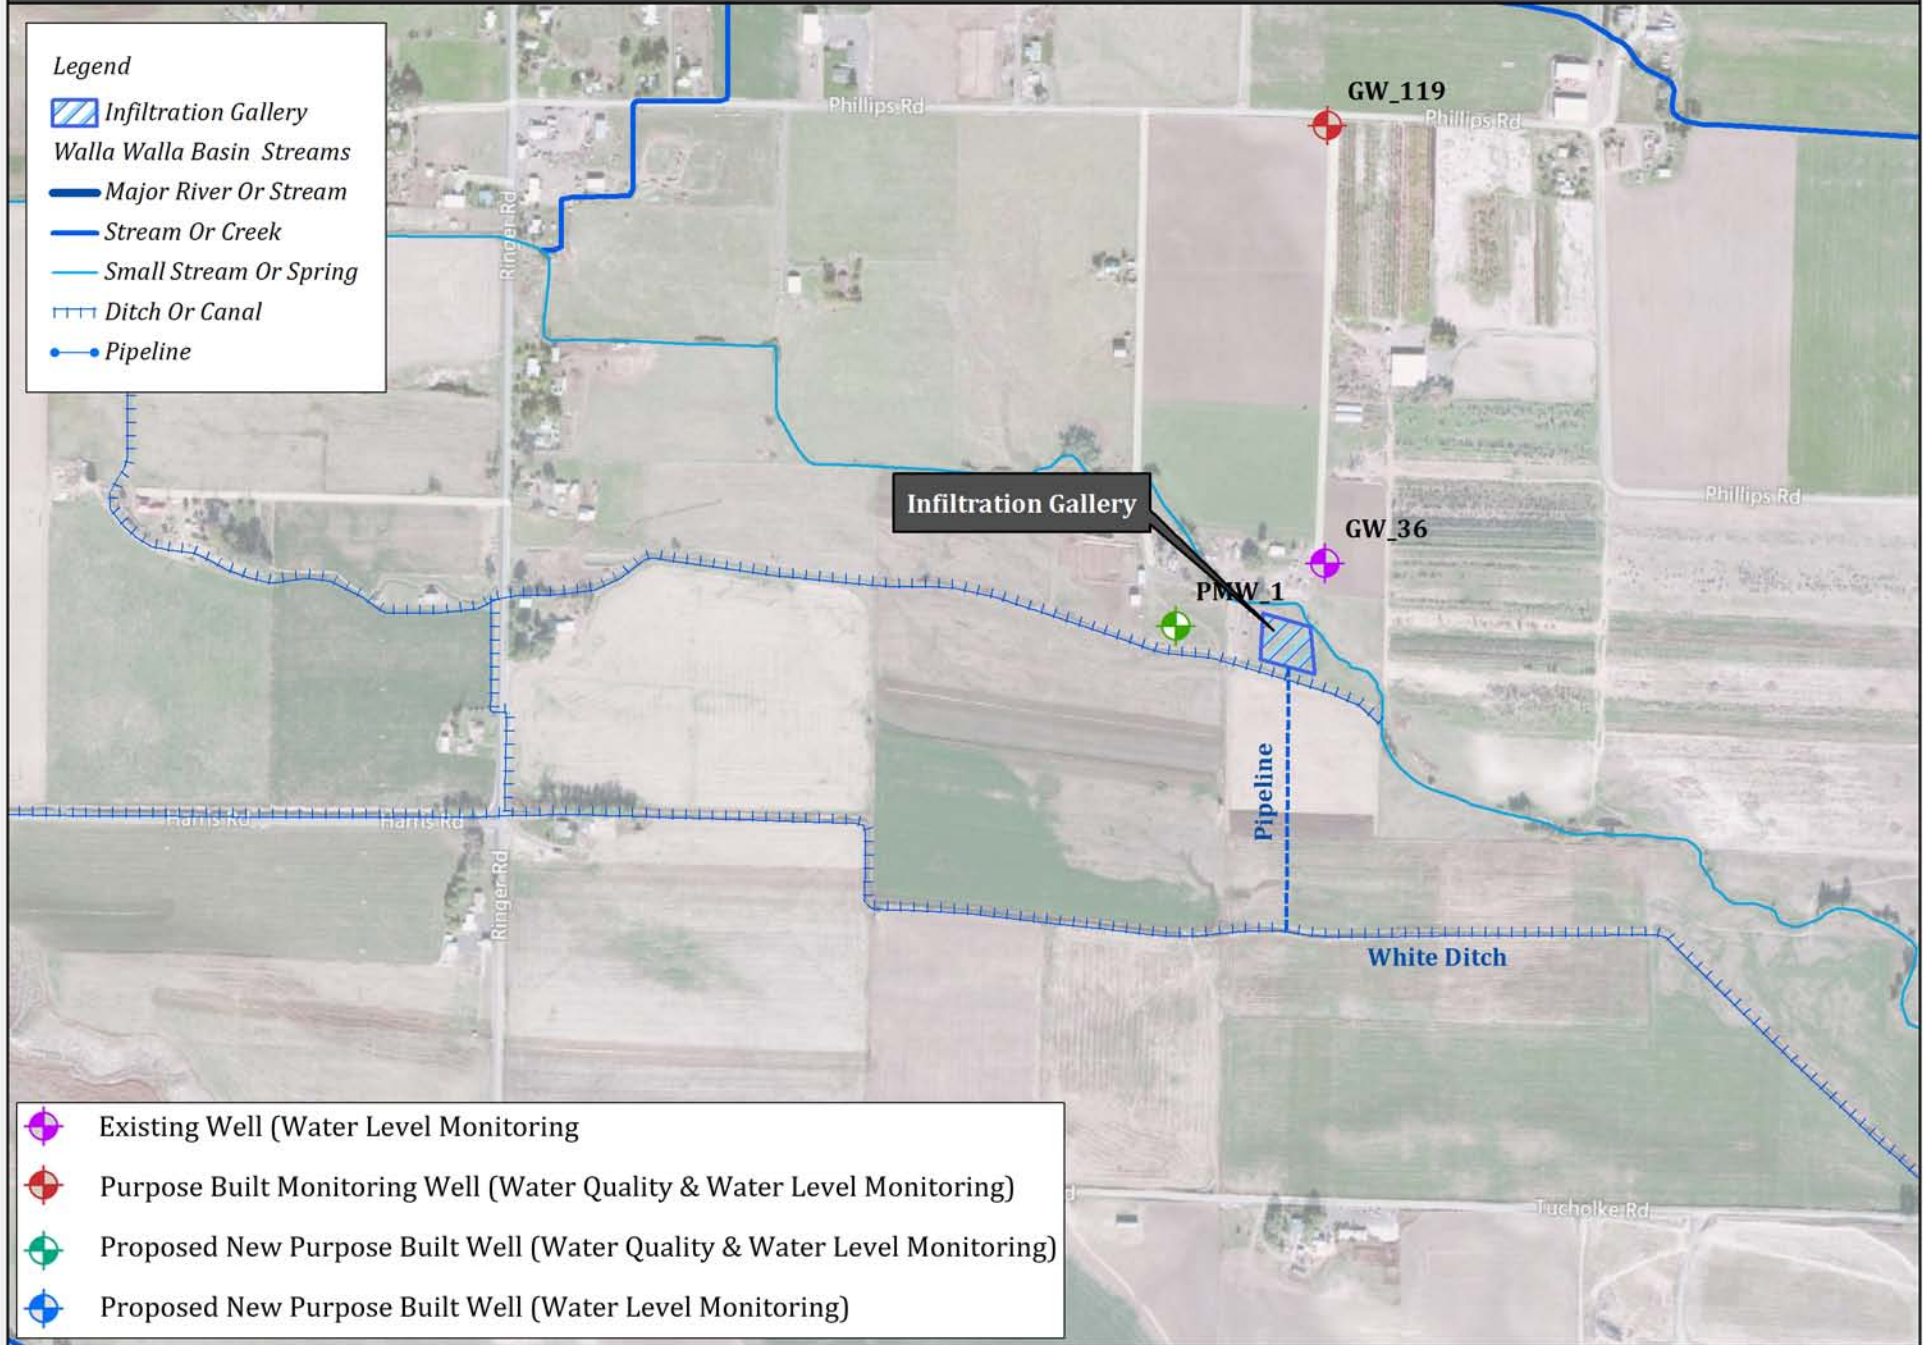 Legend
Infiltration Gallery
Walla Walla Basin Streams
Major River Or Stream
Stream Or Creek
Small Stream Or Spring
Ditch Or Canal
Pipeline
GW_119
Phillips Rd
Phillips Rd
Ringer Rd
Phillips Rd
Infiltration Gallery
GW_36
PMW_1
Pipeline
Harris Rd
Harris Rd
Ringer Rd
White Ditch
Tucholke Rd
Existing Well (Water Level Monitoring
Purpose Built Monitoring Well (Water Quality & Water Level Monitoring)
Proposed New Purpose Built Well (Water Quality & Water Level Monitoring)
Proposed New Purpose Built Well (Water Level Monitoring)